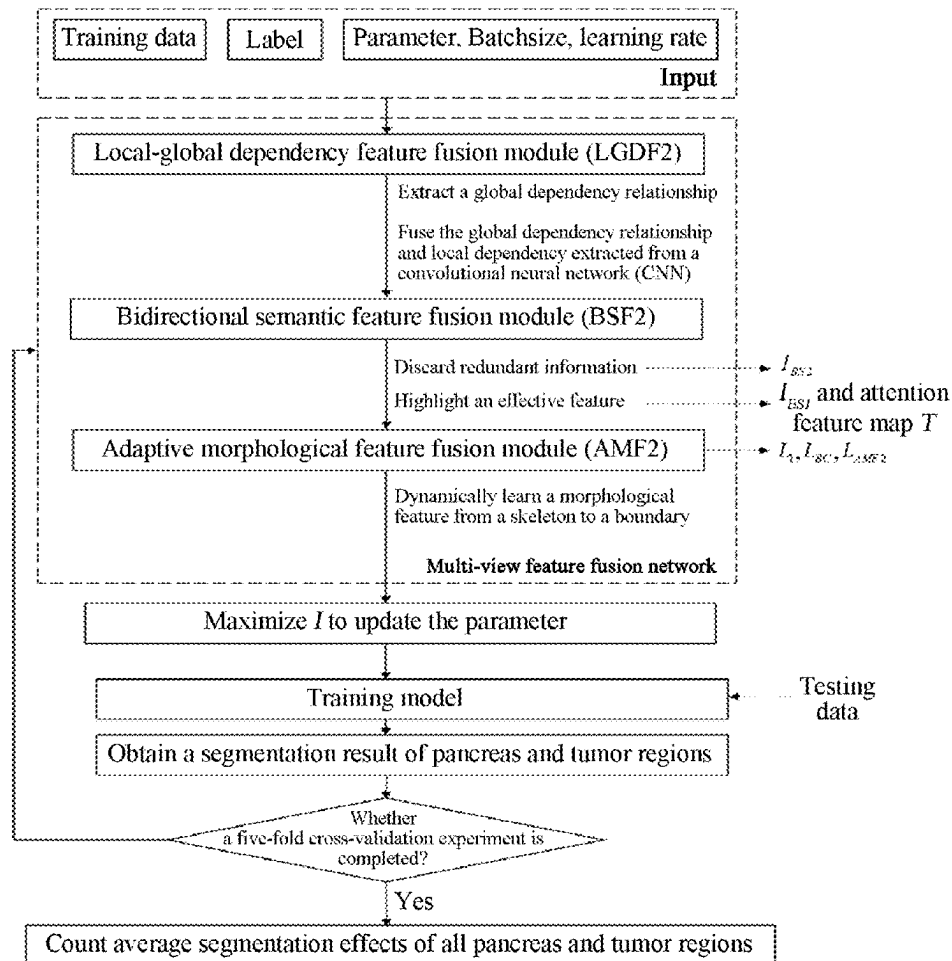 Training data
Label
Parameter, Batchsize, learning rate
Input
Local-global dependency feature fusion module (LGDF2)
Extract a global dependency relationship
Fuse the global dependency relationship
and local dependency extracted from a
convolutional neural network (CNN)
Bidirectional semantic feature fusion module (BSF2)
Discard redundant information
Highlight an effective feature
and attention
feature map T
Adaptive morphological feature fusion module (AMF2)
Dynamically learn a morphological
feature from a skeleton to a boundary
Multi-view feature fusion network
Maximize I to update the parameter
Training model
Testing
data
Obtain a segmentation result of pancreas and tumor regions
Whether
a five-fold cross-validation experiment is
completed?
Yes
Count average segmentation effects of all pancreas and tumor regions